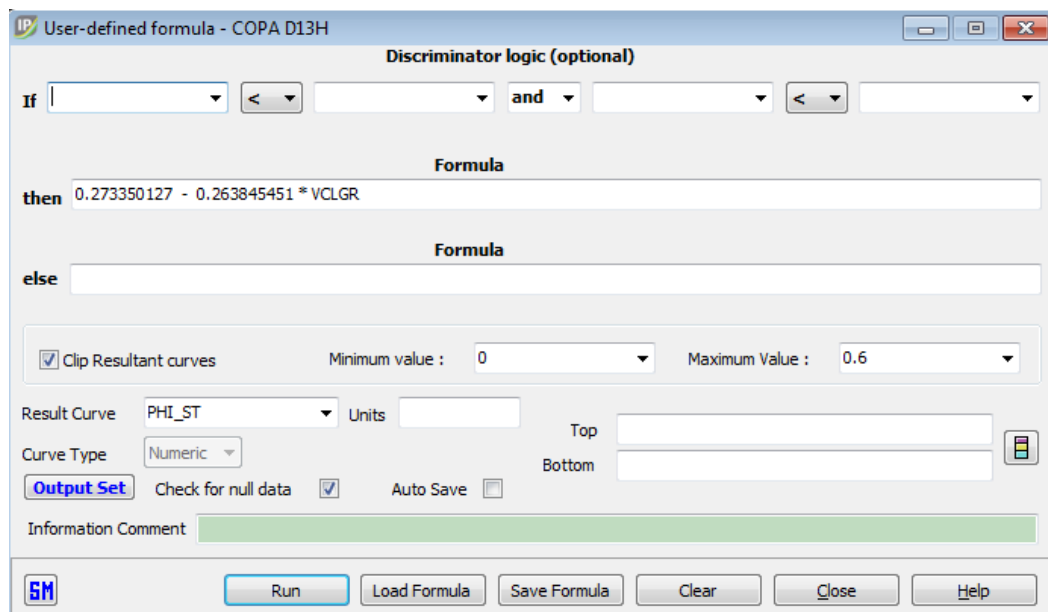 IP User-defined formula - COPA D13H
Discriminator logic (optional)
If < and <
Formula
then 0.273350127 - 0.263845451 * VCLGR
Formula
else
Clip Resultant curves Minimum value : 0 Maximum Value : 0.6
Result Curve PHI_ST Units
Top
Curve Type Numeric
Bottom
Output Set Check for null data Auto Save
Information Comment
SM Run Load Formula Save Formula Clear Close Help